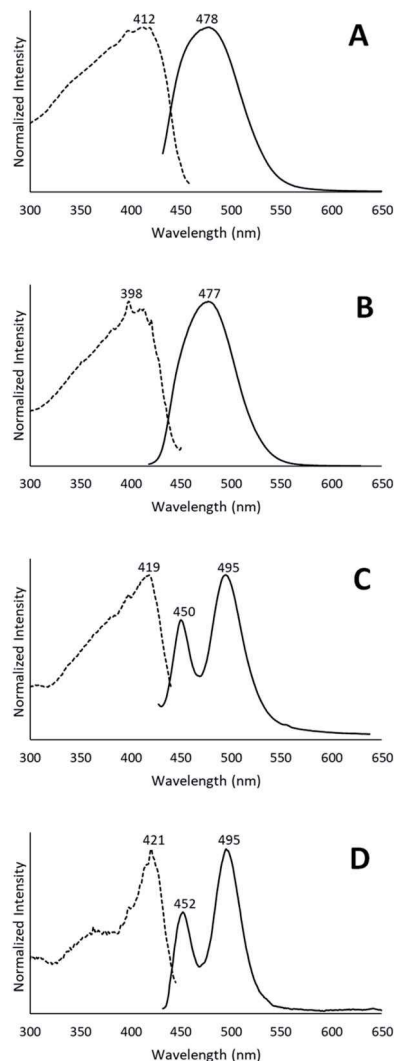 412 478
A
Normalized Intensity
300 350 400 450 500 550 600 650
Wavelength (nm)
398 477
B
Normalized Intensity
300 350 400 450 500 550 600 650
Wavelength (nm)
419 495
C
450
Normalized Intensity
300 350 400 450 500 550 600 650
Wavelength (nm)
421 495
D
452
Normalized Intensity
300 350 400 450 500 550 600 650
Wavelength (nm)